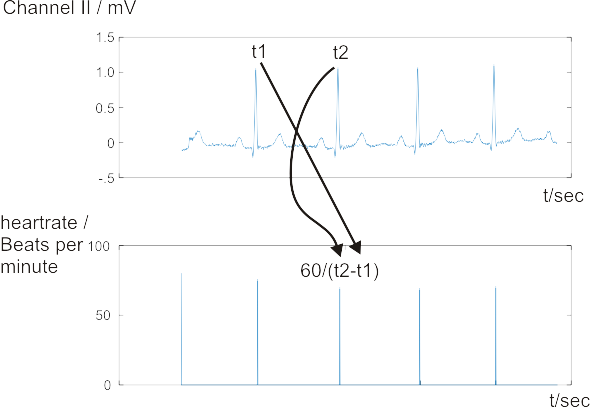 Channel II / mV
t1
t2
1.5
1.0
0.5
0
-.5
t/sec
heartrate /
Beats per
minute
100
60/(t2-t1)
50
0
t/sec